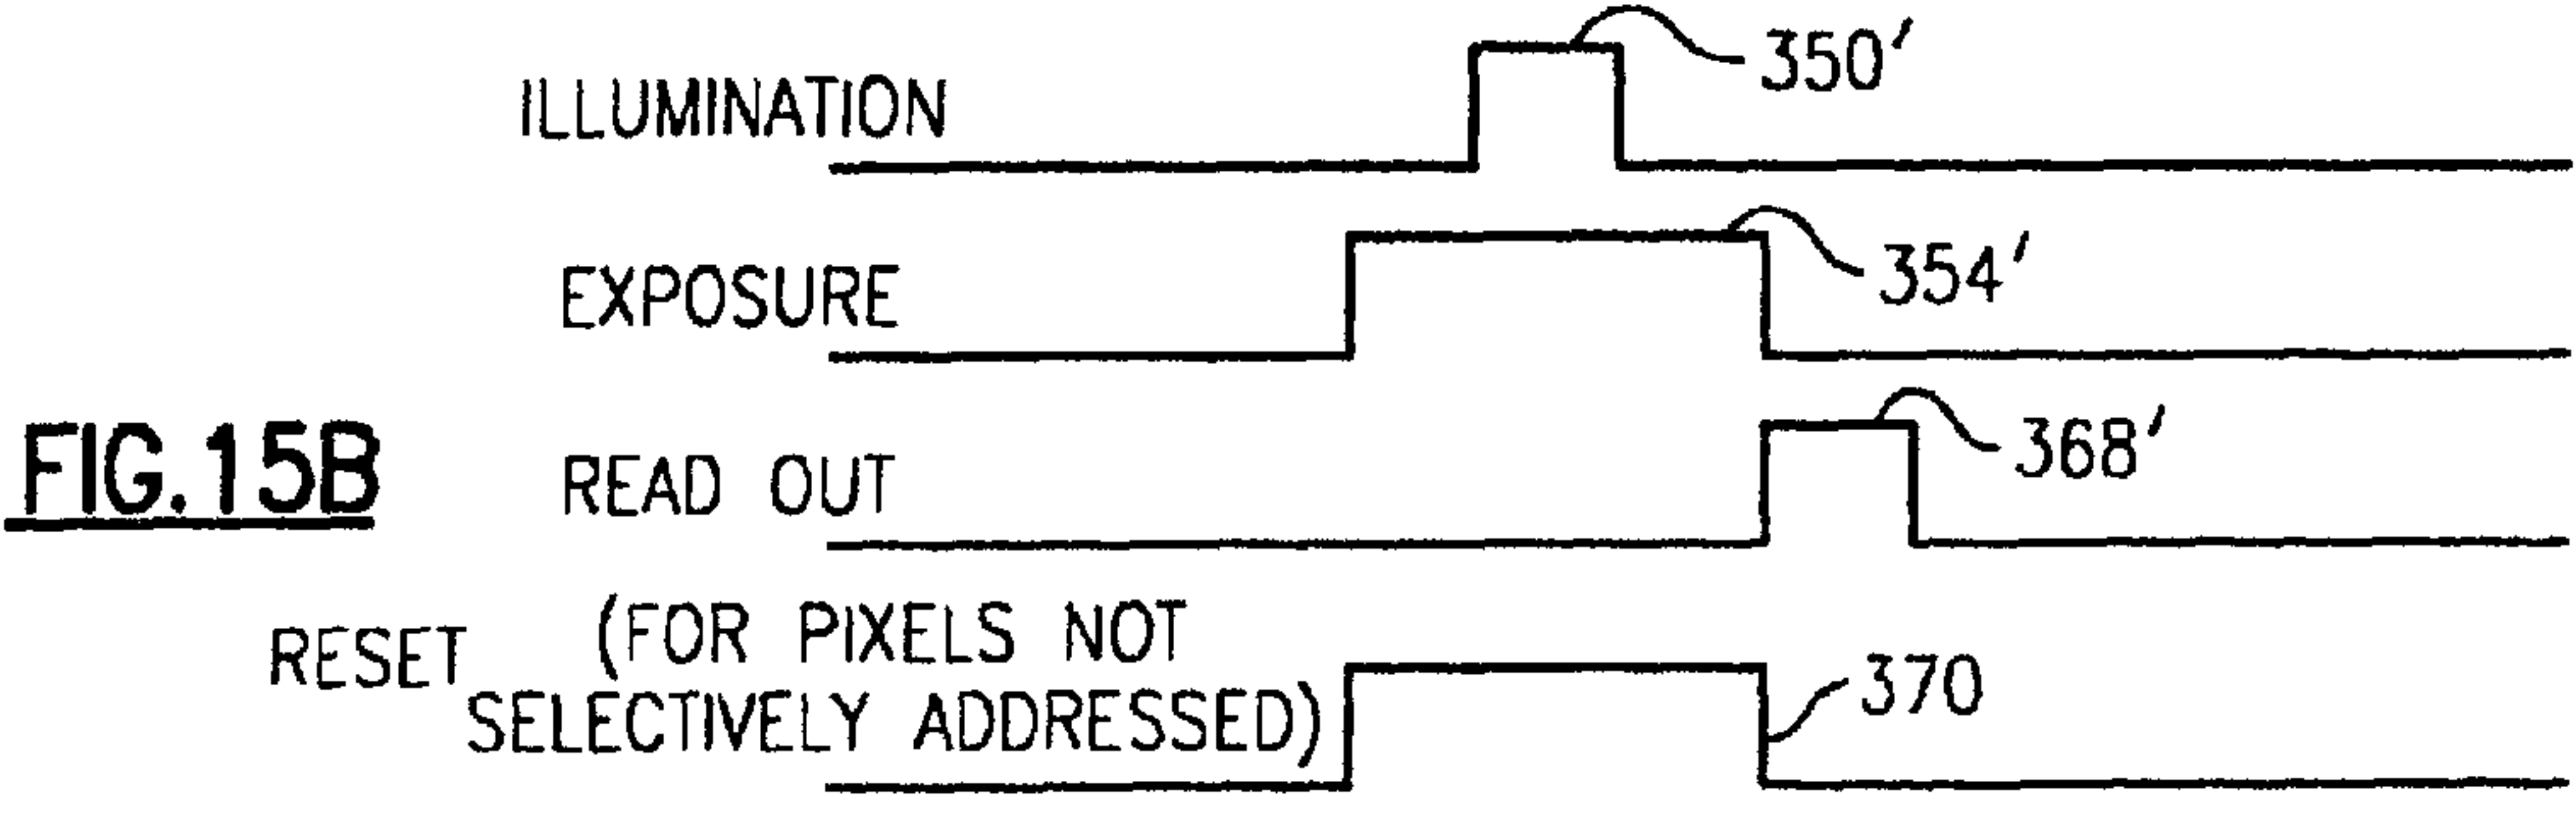 ILLUMINATION 350'
EXPOSURE 354'
FIG.15B
READ OUT 368'
RESET (FOR PIXELS NOT
SELECTIVELY ADDRESSED) 370